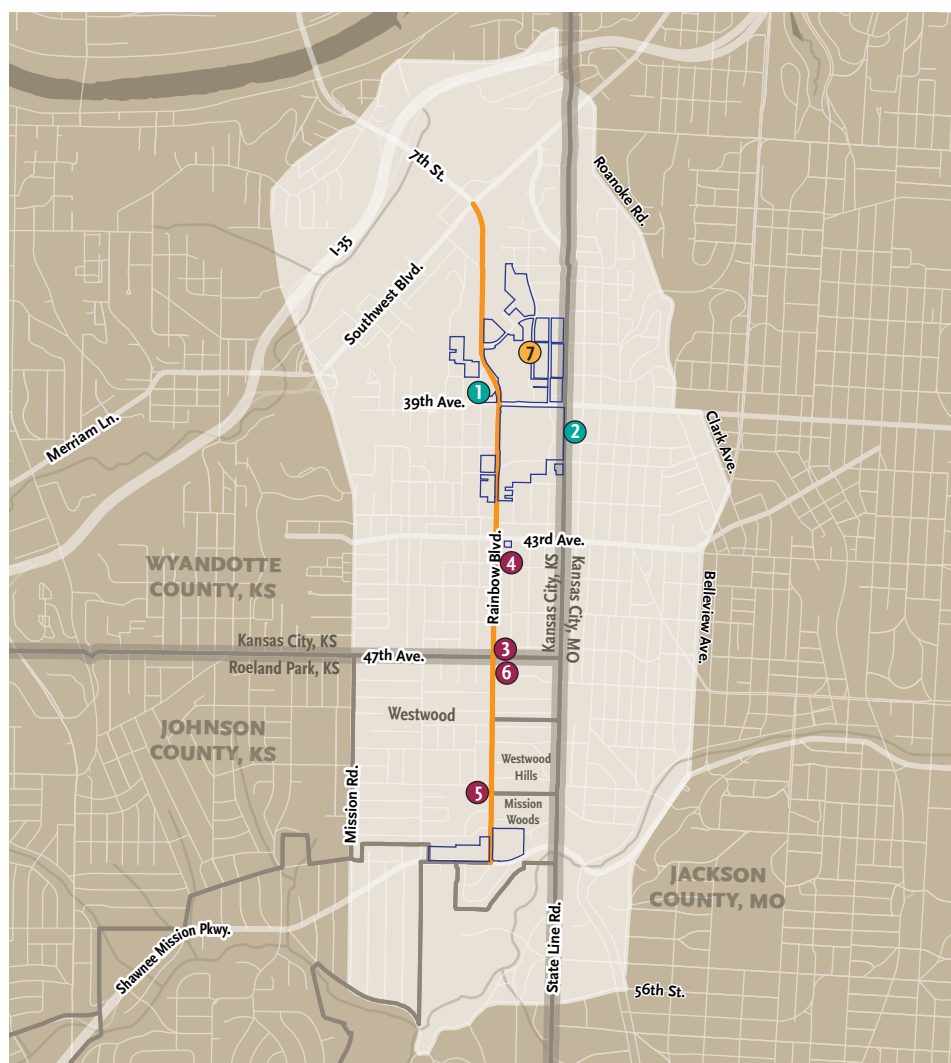 7th St.
Roanoke Rd.
I-35
Southwest Blvd.
7
1
39th Ave.
Merriam Ln.
2
Clark Ave.
Rainbow Blvd.
43rd Ave.
4
WYANDOTTE
COUNTY, KS
Kansas City, KS
Kansas City, MO
Belleview Ave.
Kansas City, KS
3
47th Ave.
Roeland Park, KS
6
Westwood
JOHNSON
COUNTY, KS
Westwood
Hills
5
Mission
Woods
Mission Rd.
JACKSON
COUNTY, MO
Shawnee Mission Pkwy.
State Line Rd.
56th St.